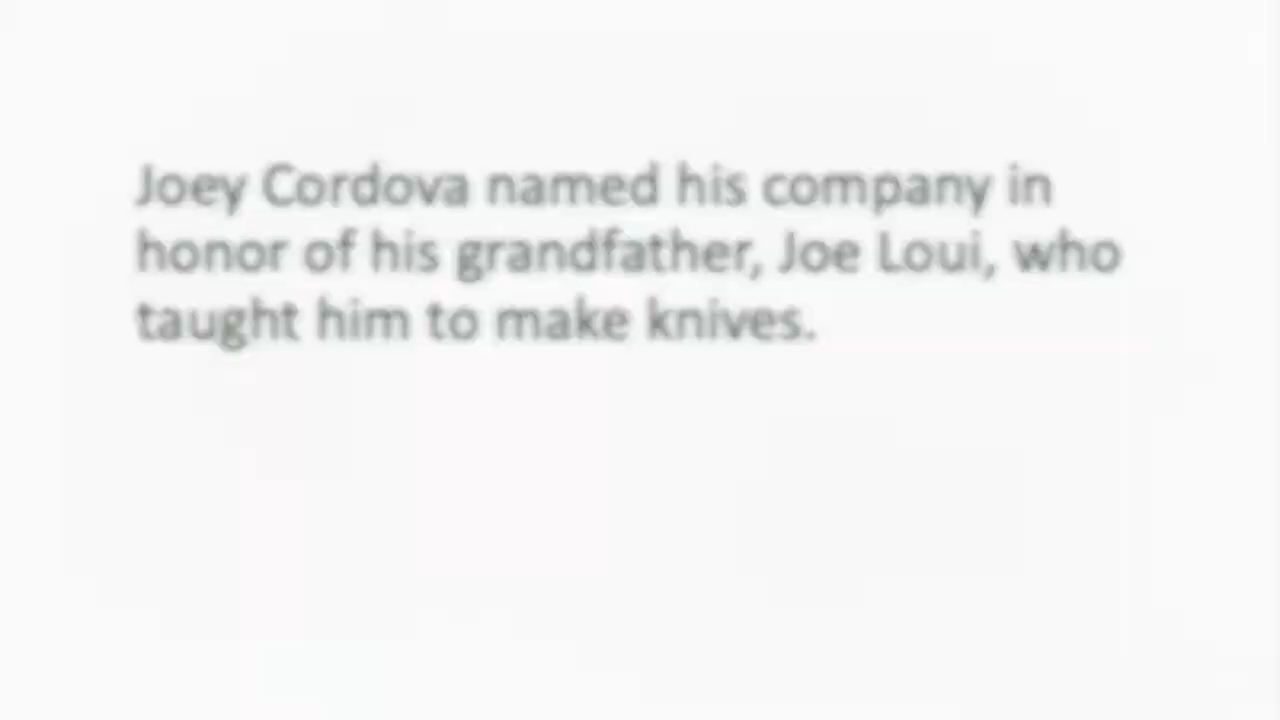 Joey Cordova named his company in
honor of his grandfather, Joe Loui, who
taught him to make knives.